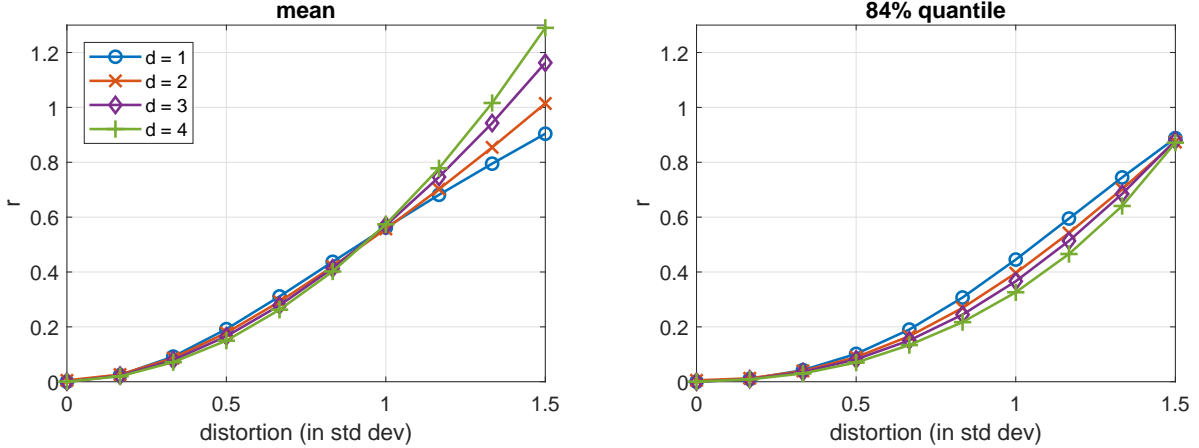 mean
1.2
1
0.8
0.6
0.4
0.2
0
r
d = 1
d = 2
d = 3
d = 4
0 0.5 1 1.5
distortion (in std dev)
84% quantile
1.2
1
0.8
0.6
0.4
0.2
0
r
0 0.5 1 1.5
distortion (in std dev)